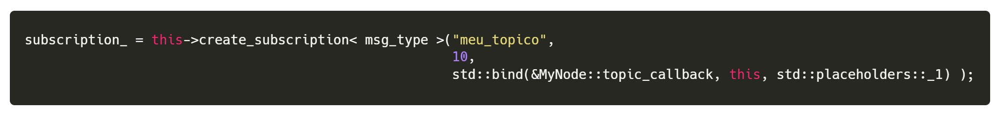 subscription_ = this->create_subscription< msg_type >("meu_topico",
10,
std::bind(&MyNode::topic_callback, this, std::placeholders::_1) );